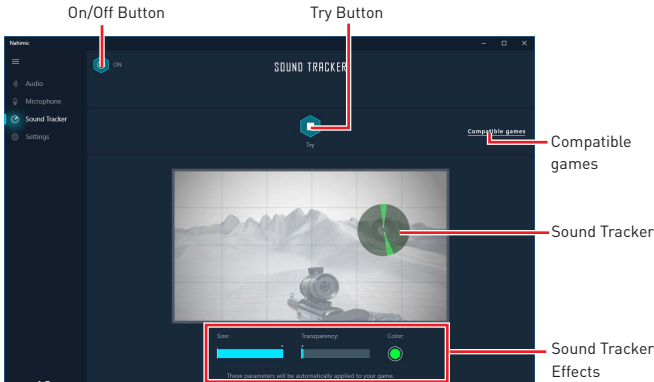 On/Off Button
Try Button
Nahimic
ON
SOUND TRACKER
Audio
Microphone
Sound Tracker
Settings
Try
Compatible games
Compatible
games
Sound Tracker
Size:
Transparency:
Color:
These parameters will be automatically applied to your game.
Sound Tracker
Effects